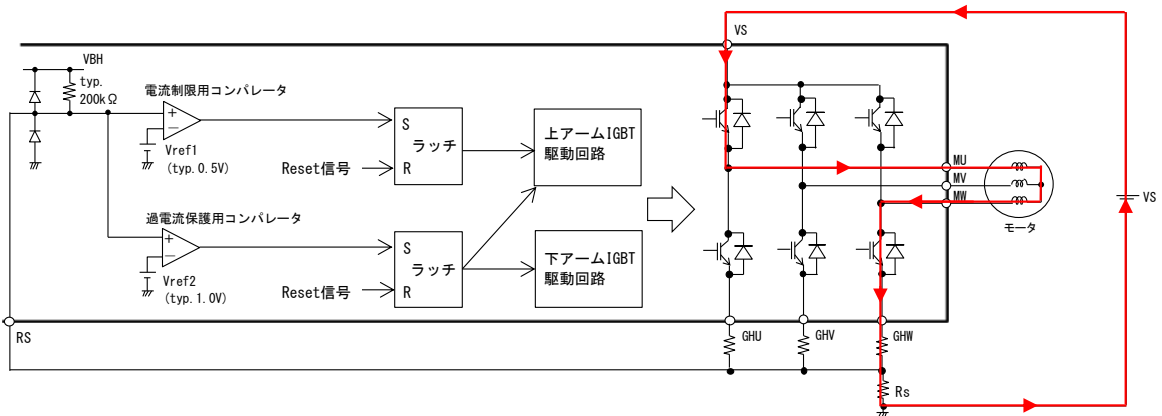 VS
VBH
typ.
200kΩ
電流制限用コンパレータ
+
−
Vref1
(typ.0.5V)
S
ラッチ
R
Reset信号
上アームIGBT
駆動回路
MU
MV
MW
モータ
VS
過電流保護用コンパレータ
+
−
Vref2
(typ.1.0V)
S
ラッチ
R
Reset信号
下アームIGBT
駆動回路
RS
GHU
GHV
GHW
Rs